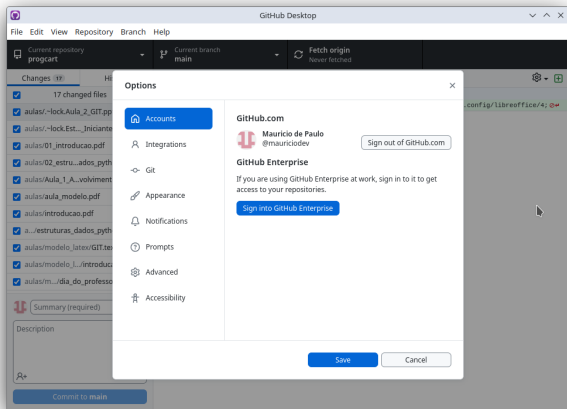 GitHub Desktop
File Edit View Repository Branch Help
Current repository
progcart
Current branch
main
Fetch origin
Never fetched
Changes 17
Hi
17 changed files
aulas/.~lock.Aula_2_GIT.pp
aulas/.~lock.Est..._Iniciante
aulas/01_introducao.pdf
aulas/02_estru...ados_pyth
aulas/Aula_1_A...volviment
aulas/aula_modelo.pdf
aulas/introducao.pdf
a.../estruturas_dados_pyth
aulas/modelo_latex/GIT.tex
aulas/modelo_l.../introduca
aulas/m.../dia_do_professo
Summary (required)
Description
Commit to main
.config/libreoffice/4;
Options
Accounts
Integrations
Git
Appearance
Notifications
Prompts
Advanced
Accessibility
GitHub.com
Mauricio de Paulo
@mauriciodev
Sign out of GitHub.com
GitHub Enterprise
If you are using GitHub Enterprise at work, sign in to it to get
access to your repositories.
Sign into GitHub Enterprise
Save
Cancel